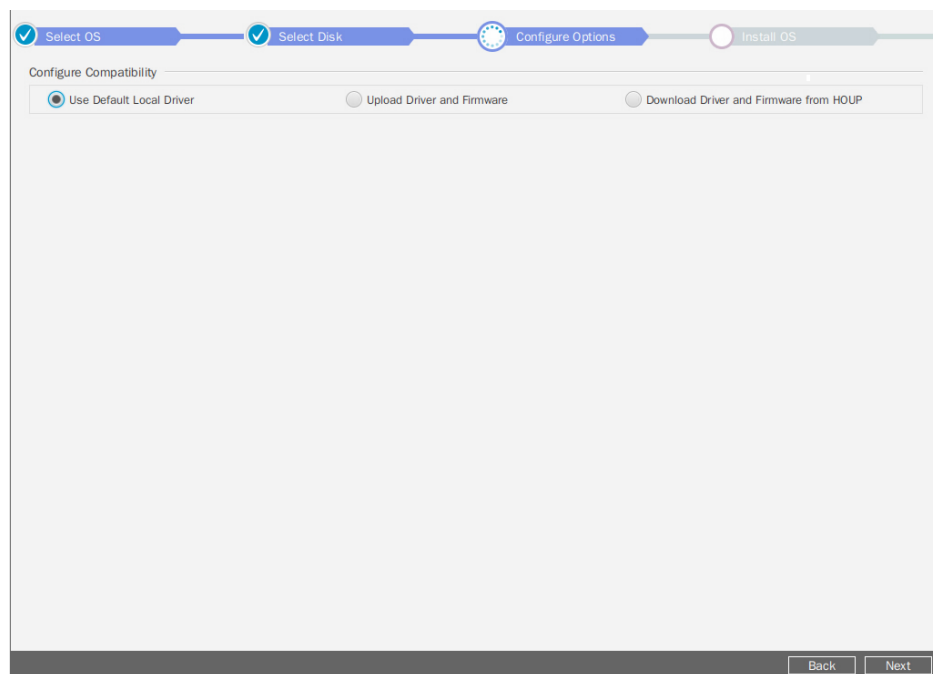 Select OS Select Disk Configure Options Install OS
Configure Compatibility
Use Default Local Driver Upload Driver and Firmware Download Driver and Firmware from HOUP
Back Next